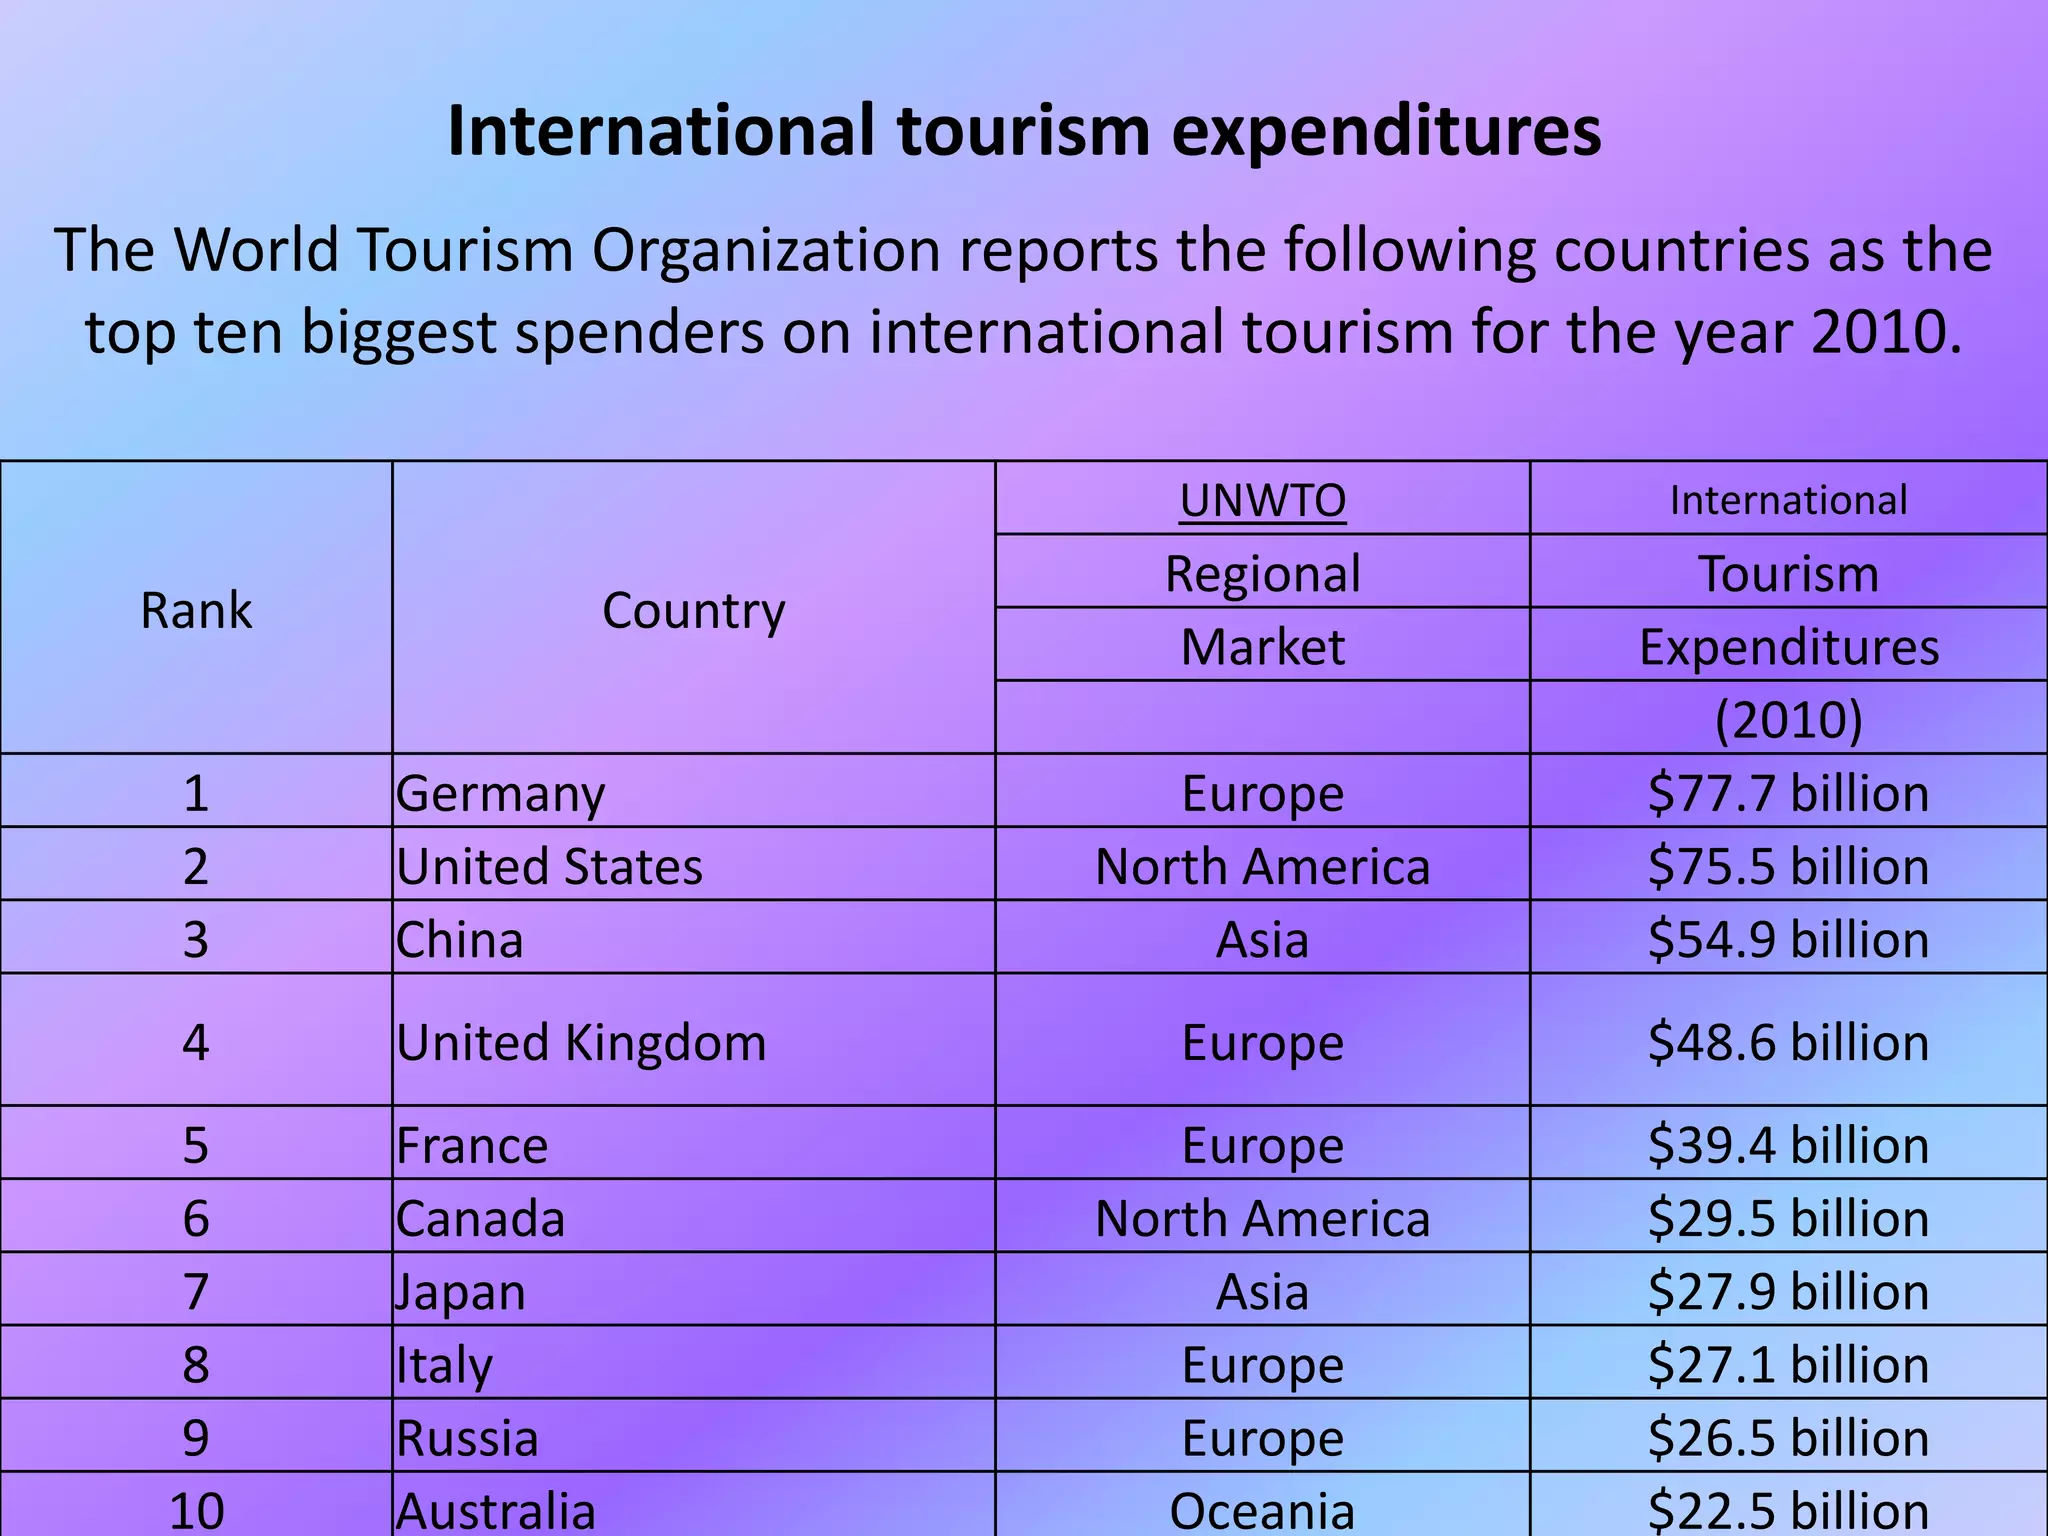 International tourism expenditures
The World Tourism Organization reports the following countries as the
top ten biggest spenders on international tourism for the year 2010.
Rank Country UNWTO International
Regional Tourism
Market Expenditures
(2010)
1 Germany Europe $77.7 billion
2 United States North America $75.5 billion
3 China Asia $54.9 billion
4 United Kingdom Europe $48.6 billion
5 France Europe $39.4 billion
6 Canada North America $29.5 billion
7 Japan Asia $27.9 billion
8 Italy Europe $27.1 billion
9 Russia Europe $26.5 billion
10 Australia Oceania $22.5 billion